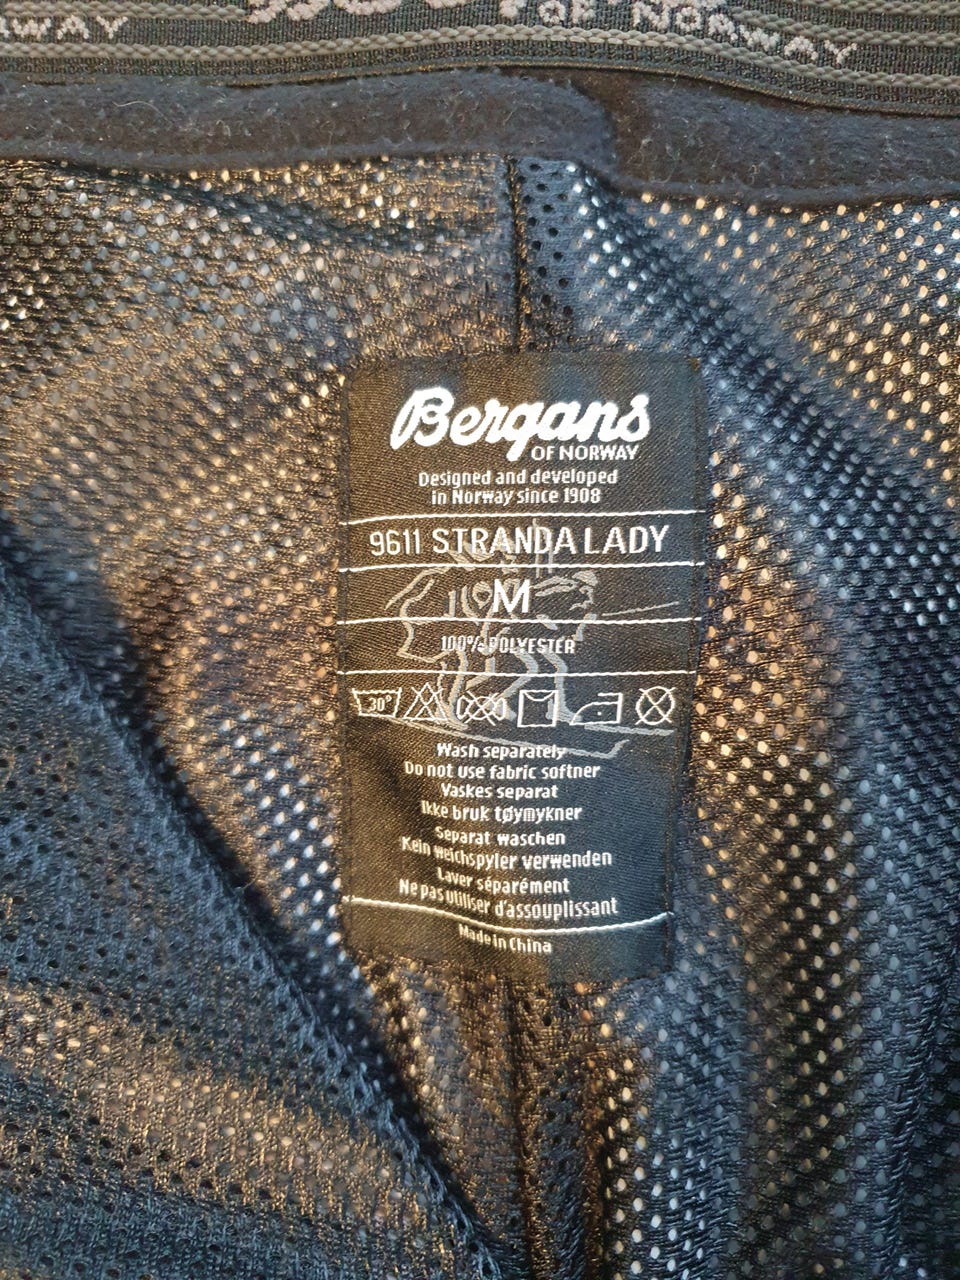 WAY
OF NORWAY
Bergans
OF NORWAY
Designed and developed
in Norway since 1908
9611 STRANDA LADY
M
100% POLYESTER
30°
Wash separately
Do not use fabric softner
Vaskes separat
Ikke bruk tøymykner
Separat waschen
Kein weichspyler verwenden
Laver séparément
Ne pas utiliser d'assouplissant
Made in China